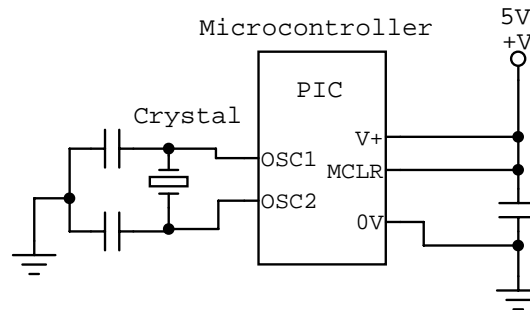 5V
+V
Microcontroller
PIC
Crystal
V+
OSC1
MCLR
OSC2
0V